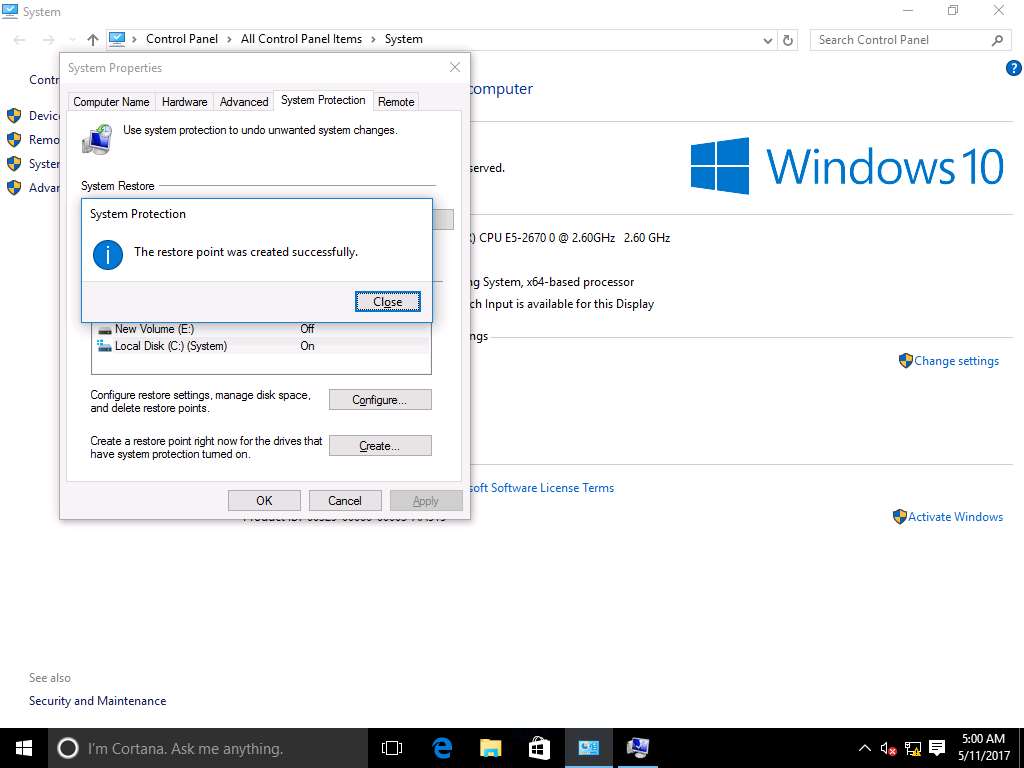 System
Control Panel > All Control Panel Items > System
Search Control Panel
System Properties
Contr
?
Computer Name
Hardware
Advanced
System Protection
Remote
computer
Devic
Remo
Syster
Advar
Use system protection to undo unwanted system changes.
served.
Windows 10
System Restore
System Protection
The restore point was created successfully.
Close
CPU E5-2670 0 @ 2.60GHz 2.60 GHz
ng System, x64-based processor
ch Input is available for this Display
New Volume (E:) Off
Local Disk (C:) (System) On
ngs
Change settings
Configure restore settings, manage disk space,
and delete restore points.
Configure...
Create a restore point right now for the drives that
have system protection turned on.
Create...
OK
Cancel
Apply
soft Software License Terms
Activate Windows
See also
Security and Maintenance
I'm Cortana. Ask me anything.
5:00 AM
5/11/2017